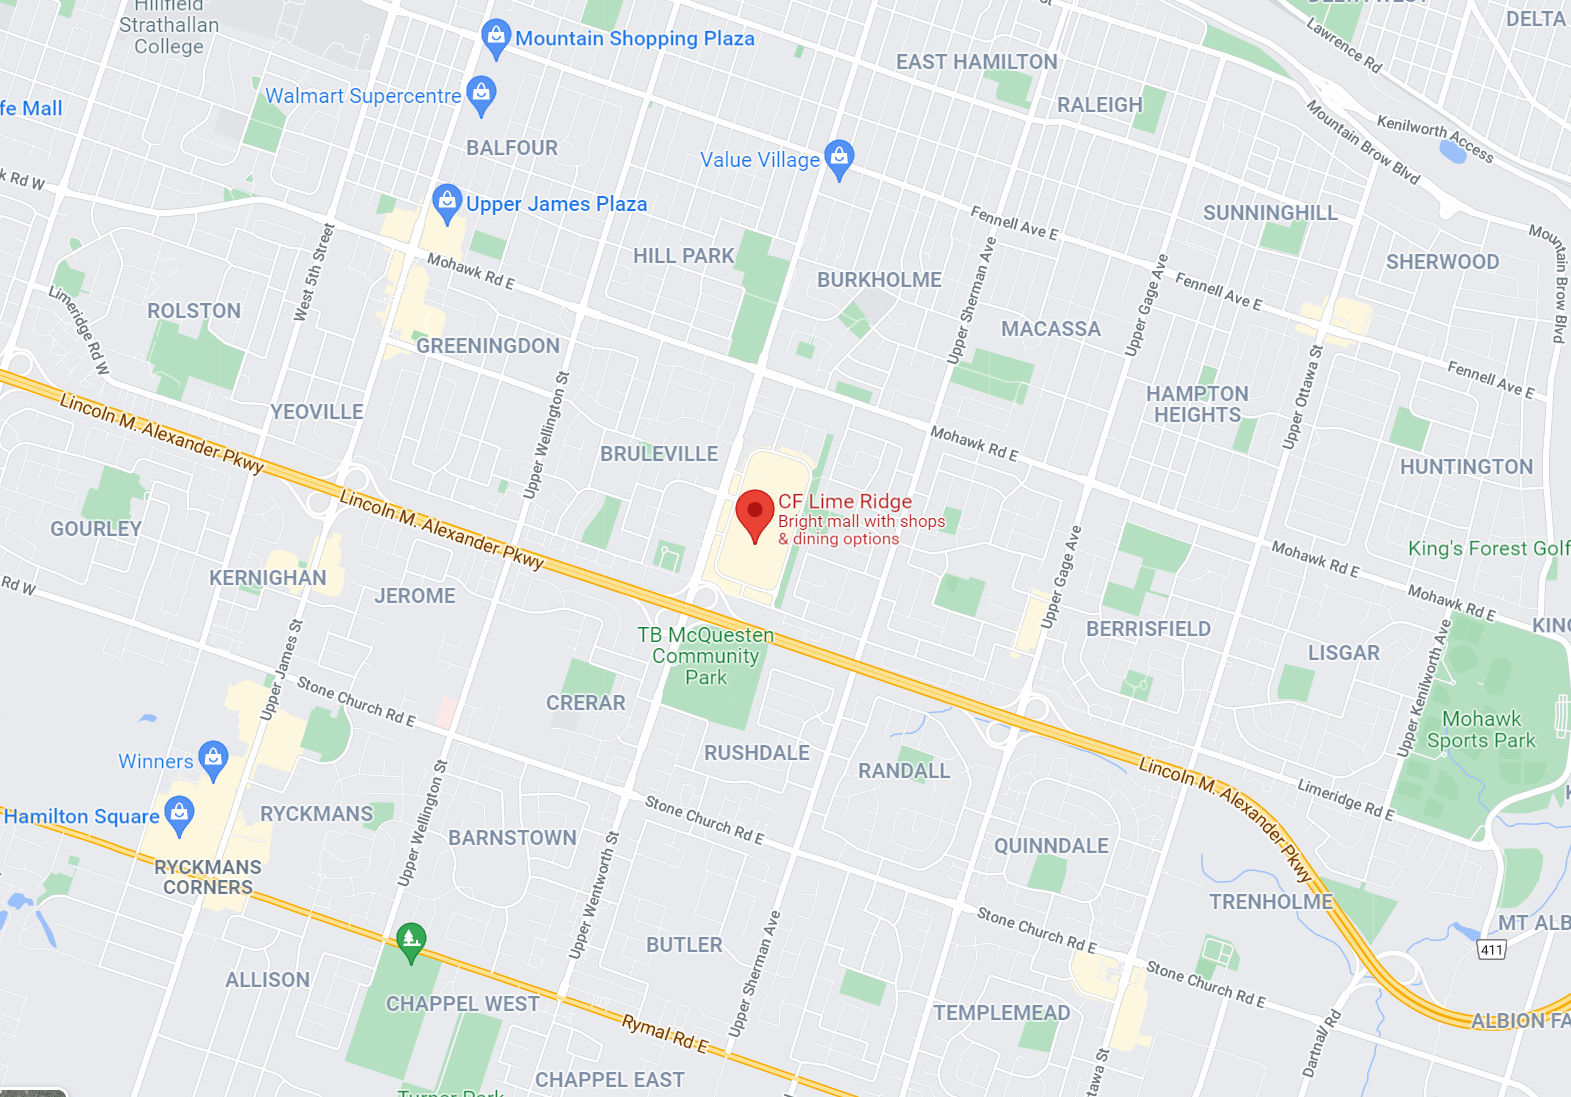 Hillfield
Strathallan
College
Mountain Shopping Plaza
DELTA WEST
DELTA
Lawrence Rd
EAST HAMILTON
Walmart Supercentre
fe Mall
RALEIGH
Kenilworth Access
Mountain Brow Blvd
BALFOUR
Value Village
k Rd W
Upper James Plaza
Fennell Ave E
SUNNINGHILL
Mountain Brow Blvd
West 5th Street
Mohawk Rd E
HILL PARK
BURKHOLME
Upper Sherman Ave
Upper Gage Ave
Fennell Ave E
SHERWOOD
Limeridge Rd W
ROLSTON
GREENINGDON
MACASSA
Upper Ottawa St
Fennell Ave E
HAMPTON
HEIGHTS
Lincoln M. Alexander Pkwy
YEOVILLE
Upper Wellington St
BRULEVILLE
Mohawk Rd E
HUNTINGTON
Lincoln M. Alexander Pkwy
CF Lime Ridge
Bright mall with shops
& dining options
GOURLEY
Upper Gage Ave
Mohawk Rd E
King's Forest Golf
KERNIGHAN
JEROME
Rd W
Mohawk Rd E
KING
TB McQuesten
Community
Park
BERRISFIELD
LISGAR
Upper James St
Upper Kenilworth Ave
Stone Church Rd E
CRERAR
Mohawk
Sports Park
Winners
RUSHDALE
RANDALL
Lincoln M. Alexander Pkwy
Limeridge Rd E
Hamilton Square
RYCKMANS
Upper Wellington St
BARNSTOWN
Stone Church Rd E
QUINNDALE
RYCKMANS
CORNERS
Upper Wentworth St
TRENHOLME
MT ALB
Stone Church Rd E
411
BUTLER
Upper Sherman Ave
ALLISON
CHAPPEL WEST
Stone Church Rd E
TEMPLEMEAD
Rymal Rd E
ALBION FA
Dartnall Rd
ttawa St
CHAPPEL EAST
Turner Park